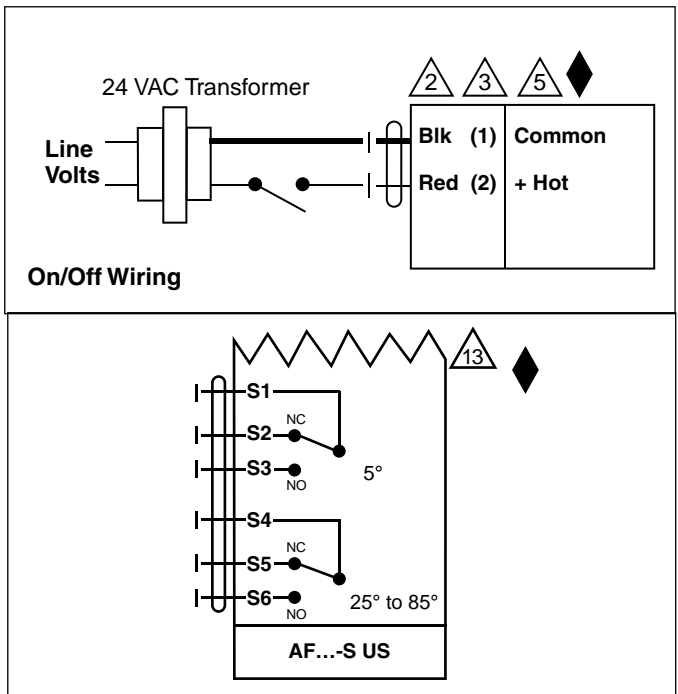 24 VAC Transformer
2 3 5
Line
Volts
Blk (1) Common
Red (2) + Hot
On/Off Wiring
13
S1
NC
S2
S3
NO
5°
S4
NC
S5
S6
NO
25° to 85°
AF…-S US